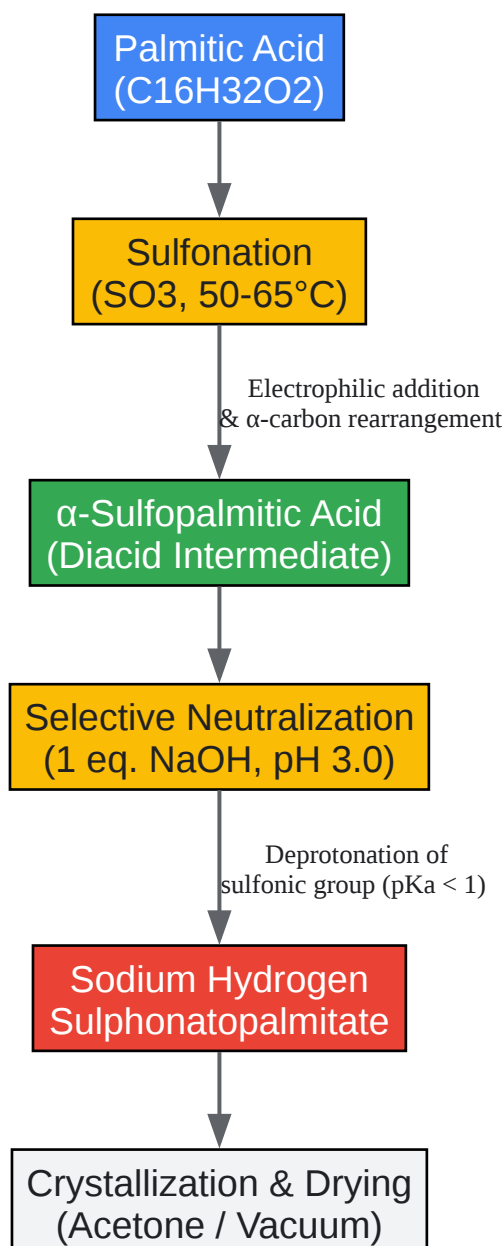 Palmitic Acid
(C16H32O2)
Sulfonation
(SO3, 50-65°C)
Electrophilic addition
& α-carbon rearrangement
α-Sulfopalmitic Acid
(Diacid Intermediate)
Selective Neutralization
(1 eq. NaOH, pH 3.0)
Deprotonation of
sulfonic group (pKa < 1)
Sodium Hydrogen
Sulphonatopalmitate
Crystallization & Drying
(Acetone / Vacuum)